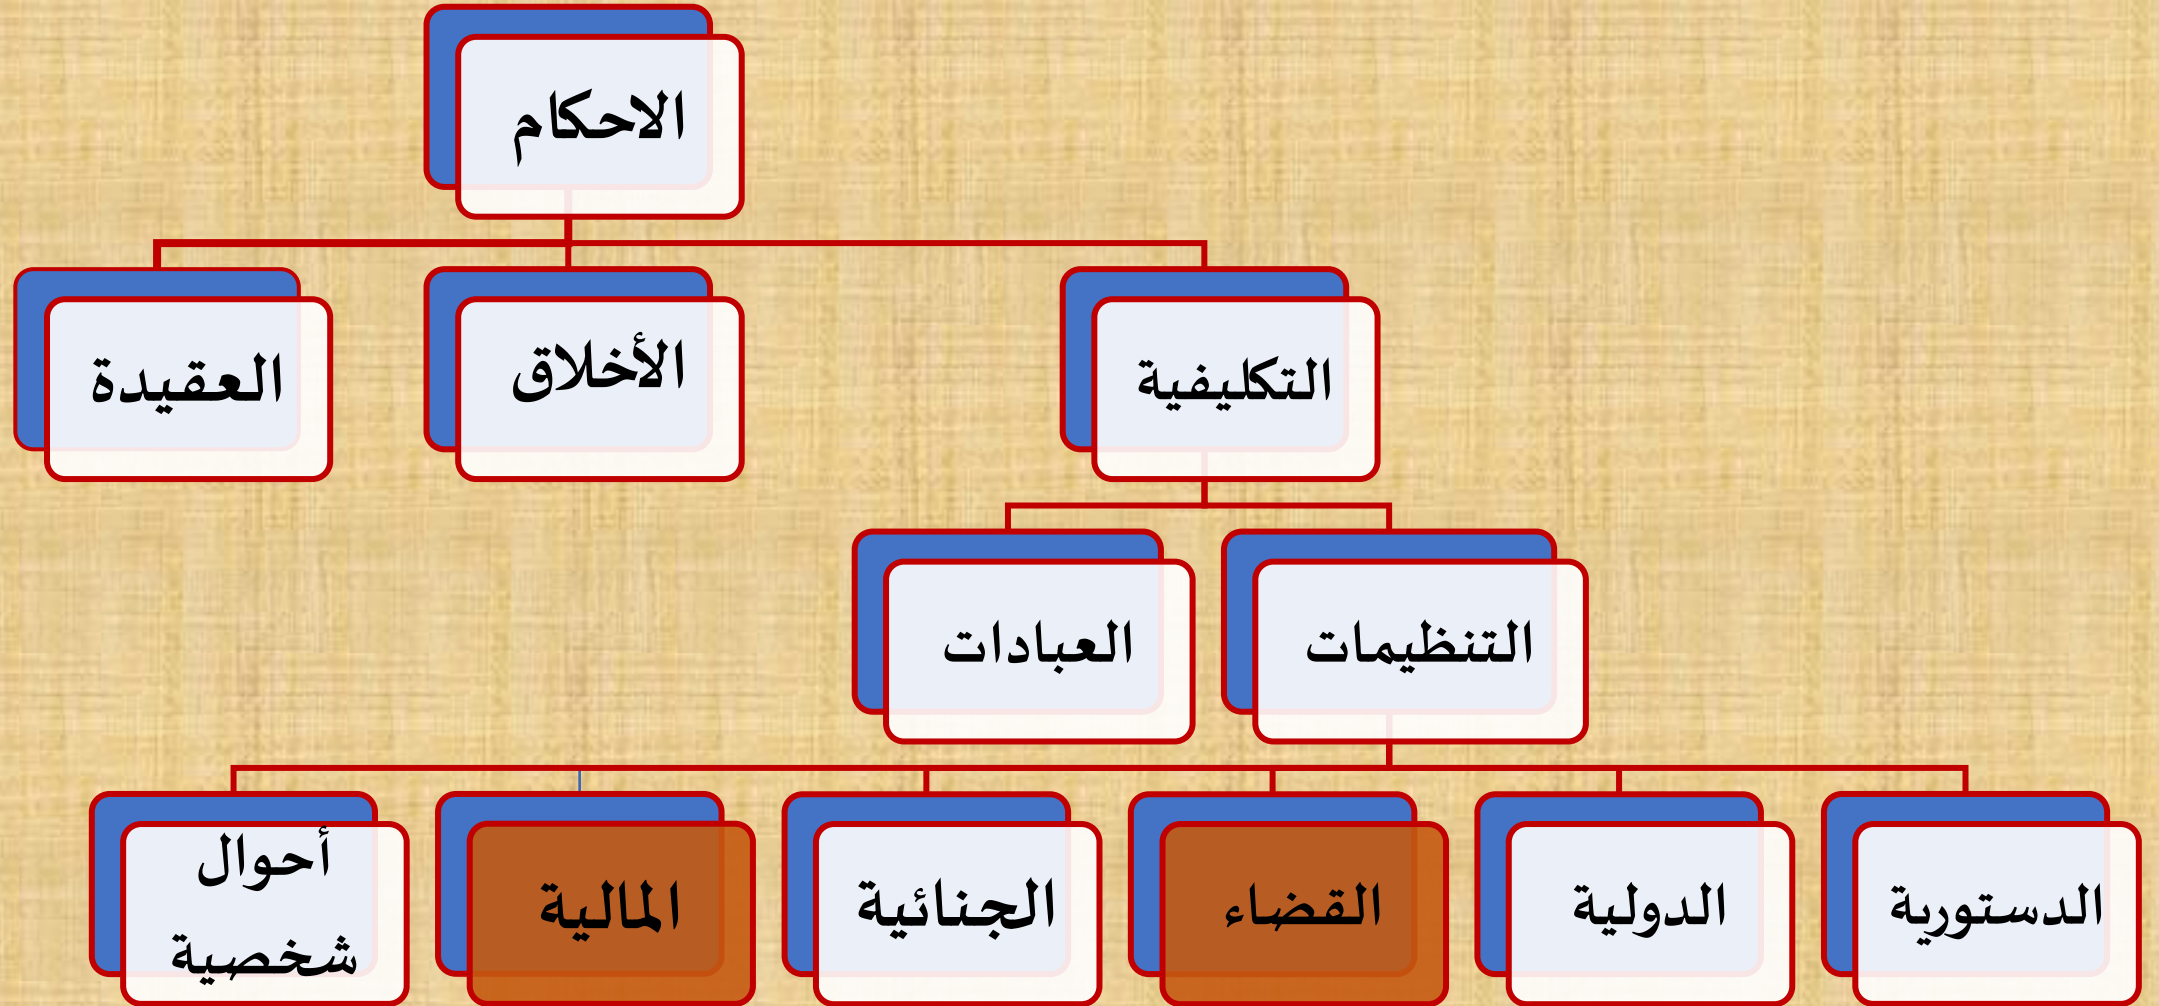 الاحكام
التكليفية
الأخلاق
العقيدة
التنظيمات
العبادات
الدستورية
الدولية
القضاء
الجنائية
المالية
أحوال
شخصية